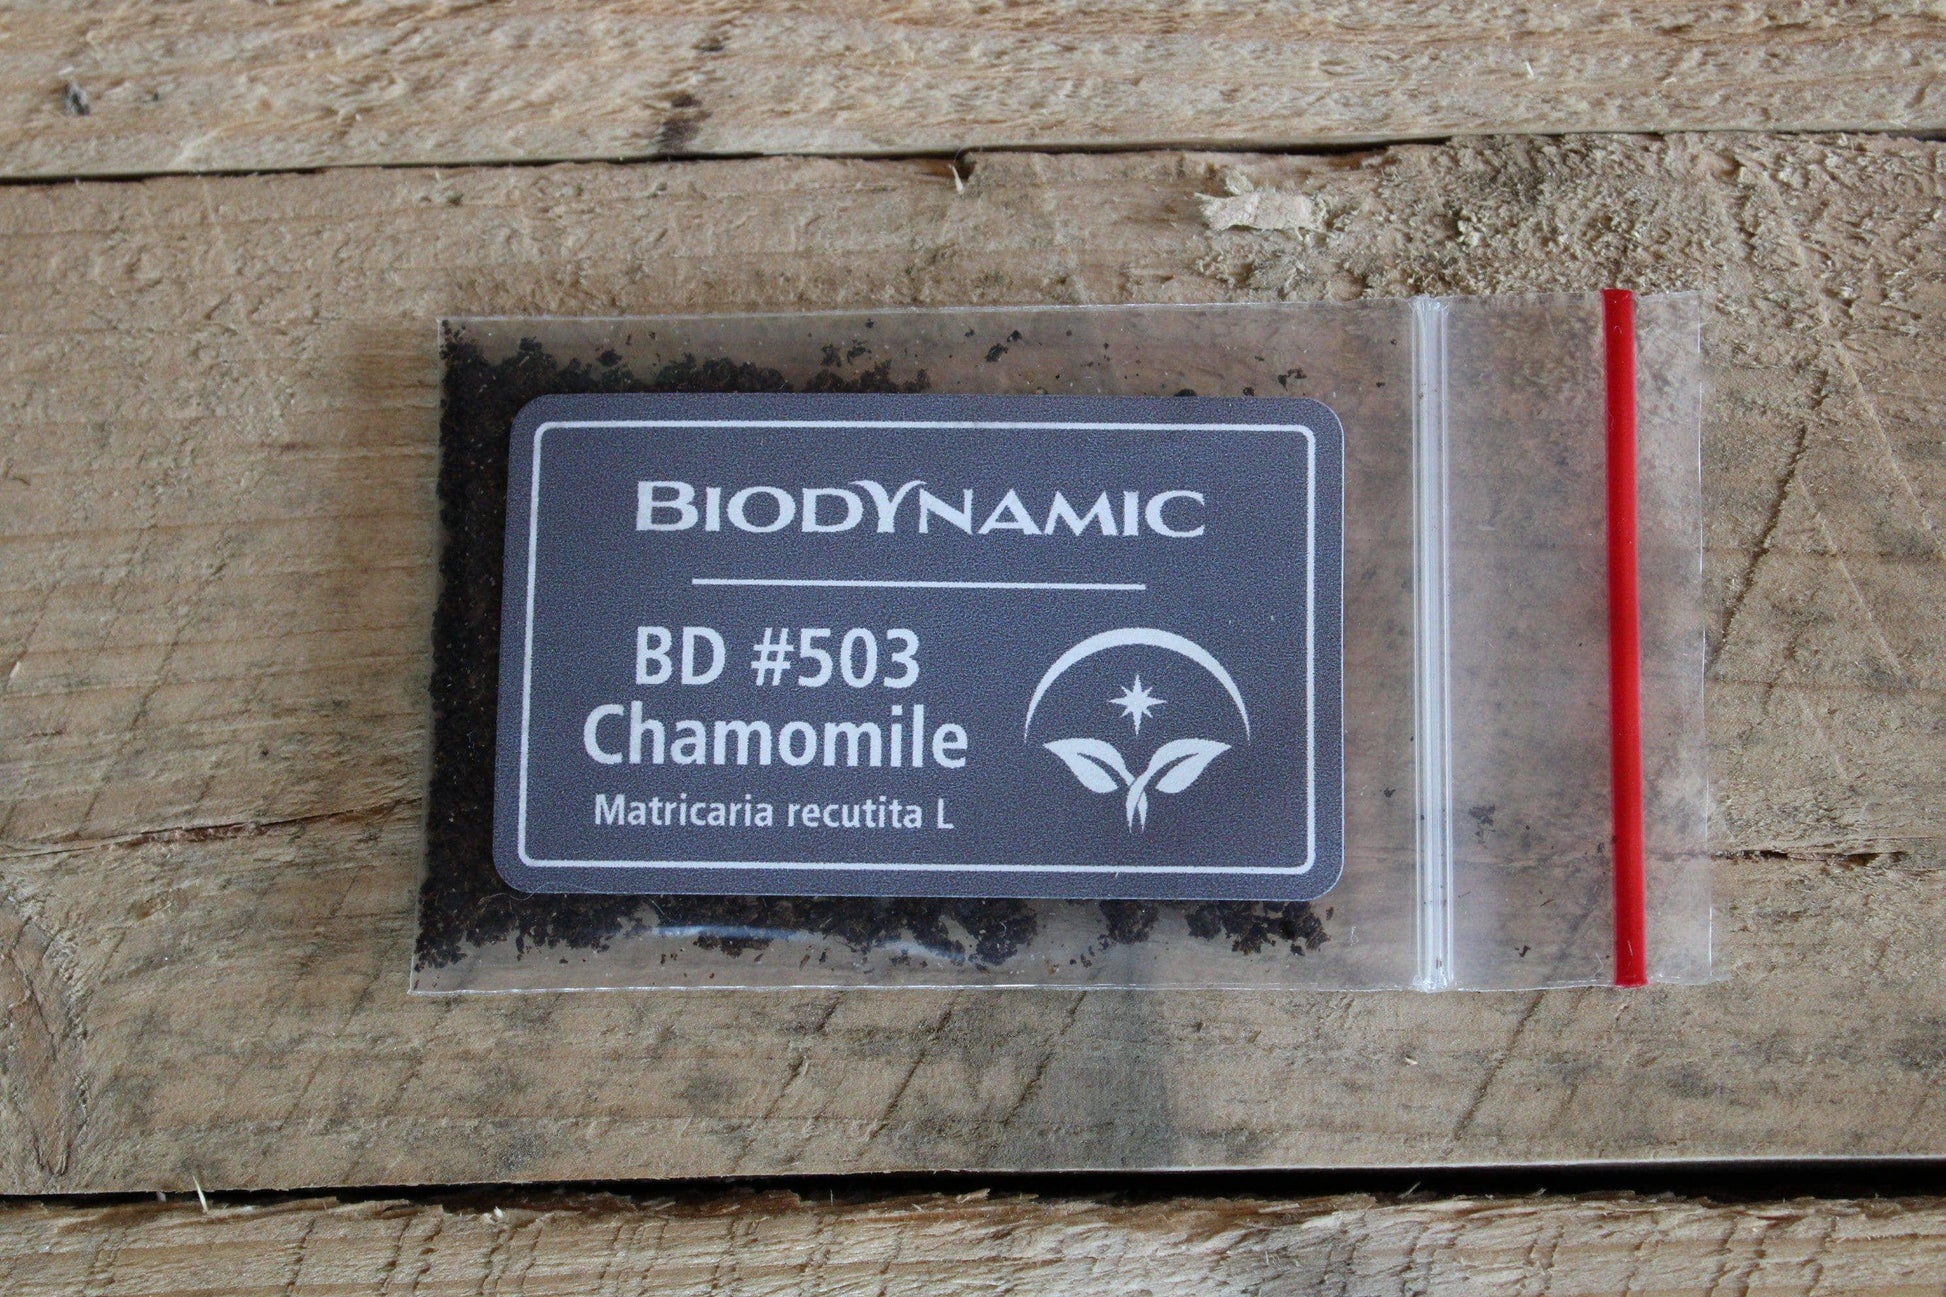 BIODYNAMIC
BD #503
Chamomile
Matricaria recutita L